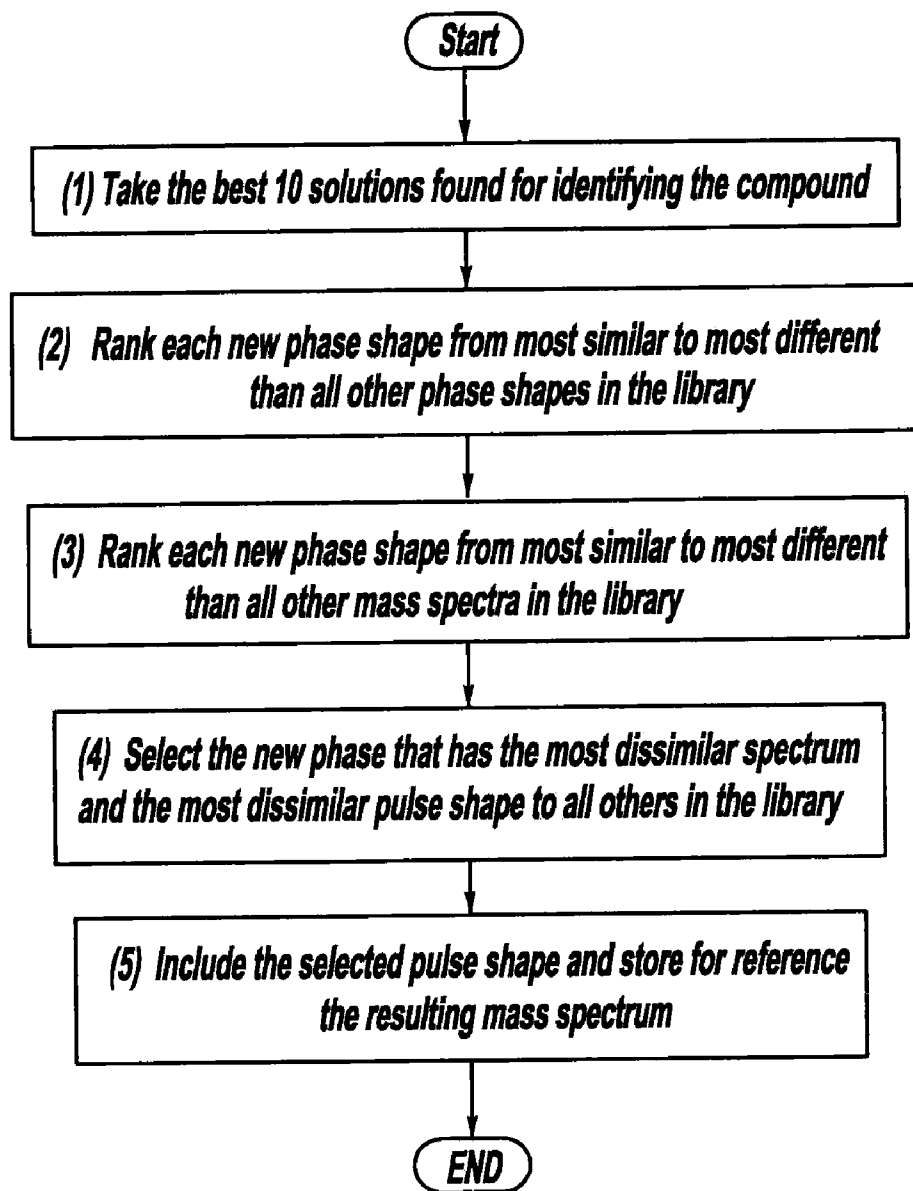 Start
(1) Take the best 10 solutions found for identifying the compound
(2) Rank each new phase shape from most similar to most different
than all other phase shapes in the library
(3) Rank each new phase shape from most similar to most different
than all other mass spectra in the library
(4) Select the new phase that has the most dissimilar spectrum
and the most dissimilar pulse shape to all others in the library
(5) Include the selected pulse shape and store for reference
the resulting mass spectrum
END